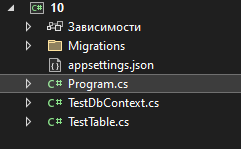 C# 10
Зависимости
Migrations
appsettings.json
C# Program.cs
C# TestDbContext.cs
C# TestTable.cs